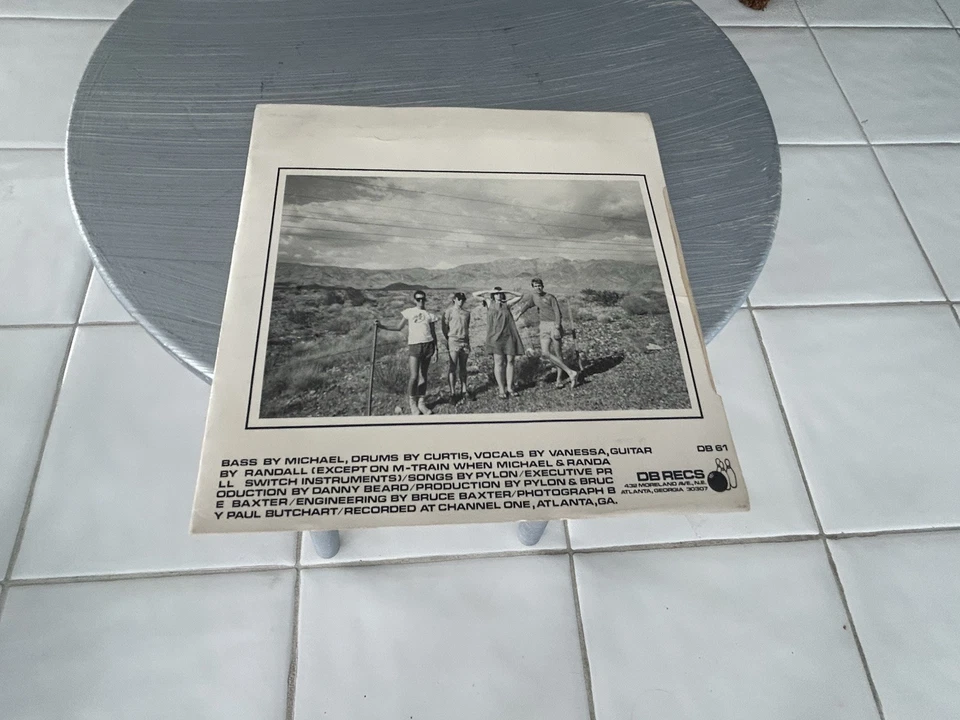 BASS BY MICHAEL, DRUMS BY CURTIS, VOCALS BY VANESSA, GUITAR
BY RANDALL (EXCEPT ON M-TRAIN WHEN MICHAEL & RANDA
LL SWITCH INSTRUMENTS)/SONGS BY PYLON/EXECUTIVE PR
ODUCTION BY DANNY BEARD/PRODUCTION BY PYLON & BRUC
E BAXTER/ENGINEERING BY BRUCE BAXTER/PHOTOGRAPH B
Y PAUL BUTCHART/RECORDED AT CHANNEL ONE, ATLANTA, GA.
DB 61
DB RECS
432 MORELAND AVE., N.E.
ATLANTA, GEORGIA 30307